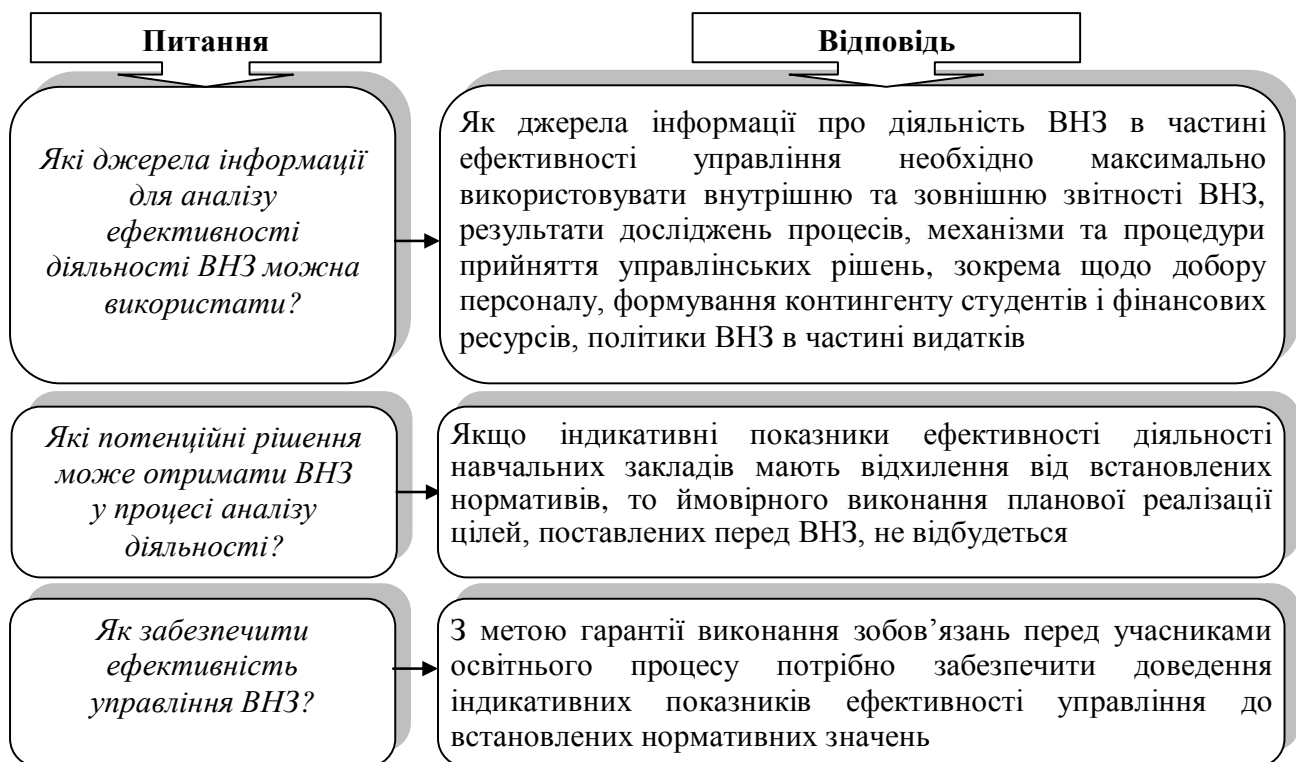 Питання
Відповідь
Які джерела інформації
для аналізу
ефективності
діяльності ВНЗ можна
використати?
Як джерела інформації про діяльність ВНЗ в частині
ефективності управління необхідно максимально
використовувати внутрішню та зовнішню звітності ВНЗ,
результати досліджень процесів, механізми та процедури
прийняття управлінських рішень, зокрема щодо добору
персоналу, формування контингенту студентів і фінансових
ресурсів, політики ВНЗ в частині видатків
Які потенційні рішення
може отримати ВНЗ
у процесі аналізу
діяльності?
Якщо індикативні показники ефективності діяльності
навчальних закладів мають відхилення від встановлених
нормативів, то ймовірного виконання планової реалізації
цілей, поставлених перед ВНЗ, не відбудеться
Як забезпечити
ефективність
управління ВНЗ?
З метою гарантії виконання зобов’язань перед учасниками
освітнього процесу потрібно забезпечити доведення
індикативних показників ефективності управління до
встановлених нормативних значень